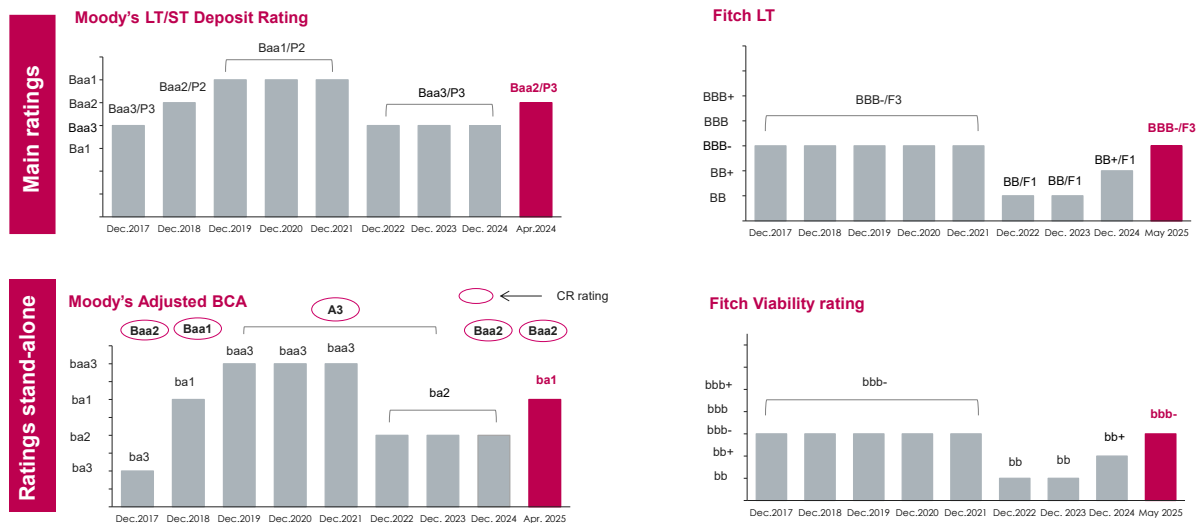 Main ratings
Moody's LT/ST Deposit Rating
Baa1/P2
Baa2/P2
Baa3/P3
Baa3/P3
Baa2/P3
Baa1
Baa2
Baa3
Ba1
Dec.2017 Dec.2018 Dec.2019 Dec.2020 Dec.2021 Dec.2022 Dec. 2023 Dec. 2024 Apr.2024
Fitch LT
BBB-/F3
BB/F1 BB/F1 BB+/F1
BBB-/F3
BBB+
BBB
BBB-
BB+
BB
Dec.2017 Dec.2018 Dec.2019 Dec.2020 Dec.2021 Dec.2022 Dec. 2023 Dec.2024 May 2025
Ratings stand-alone
Moody's Adjusted BCA
CR rating
Baa2 Baa1 A3 Baa2 Baa2
ba3 ba1 baa3 baa3 baa3 ba2 ba1
baa3
ba1
ba2
ba3
Dec.2017 Dec.2018 Dec.2019 Dec.2020 Dec.2021 Dec.2022 Dec. 2023 Dec. 2024 Apr. 2025
Fitch Viability rating
bbb-
bb bb bb+ bbb-
bbb+
bbb
bbb-
bb+
bb
Dec.2017 Dec.2018 Dec.2019 Dec.2020 Dec.2021 Dec.2022 Dec. 2023 Dec. 2024 May 2025